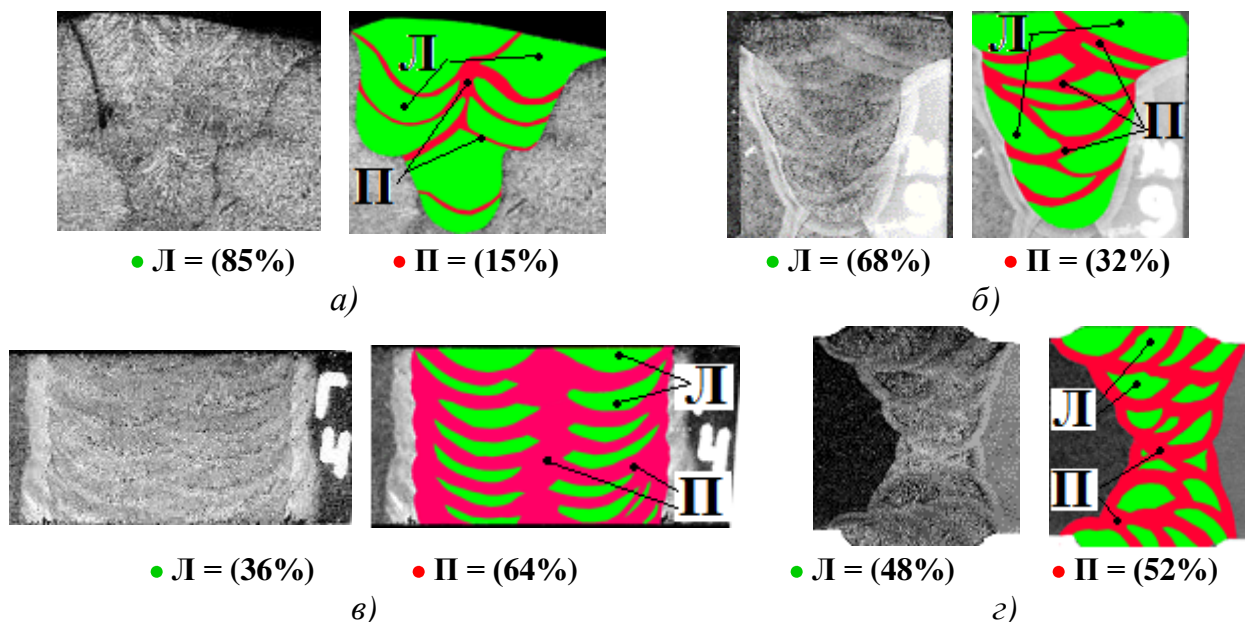 Л
П
Л
П
● Л = (85%)
● П = (15%)
● Л = (68%)
● П = (32%)
а)
б)
Л
П
Л
П
● Л = (36%)
● П = (64%)
● Л = (48%)
● П = (52%)
в)
г)